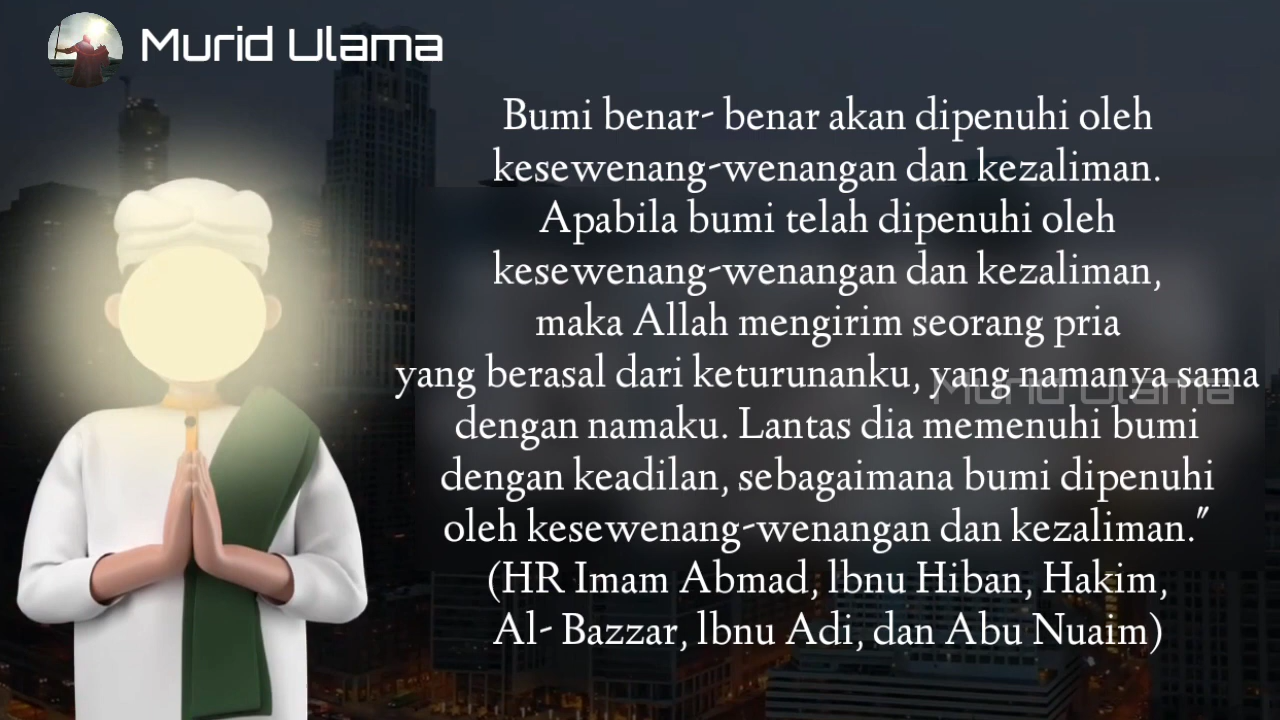 Murid Ulama
Bumi benar- benar akan dipenuhi oleh
kesewenang-wenangan dan kezaliman.
Apabila bumi telah dipenuhi oleh
kesewenang-wenangan dan kezaliman,
maka Allah mengirim seorang pria
yang berasal dari keturunanku, yang namanya sama
Murid Ulama
dengan namaku. Lantas dia memenuhi bumi
dengan keadilan, sebagaimana bumi dipenuhi
oleh kesewenang-wenangan dan kezaliman."
(HR Imam Abmad, lbnu Hiban, Hakim,
Al- Bazzar, lbnu Adi, dan Abu Nuaim)